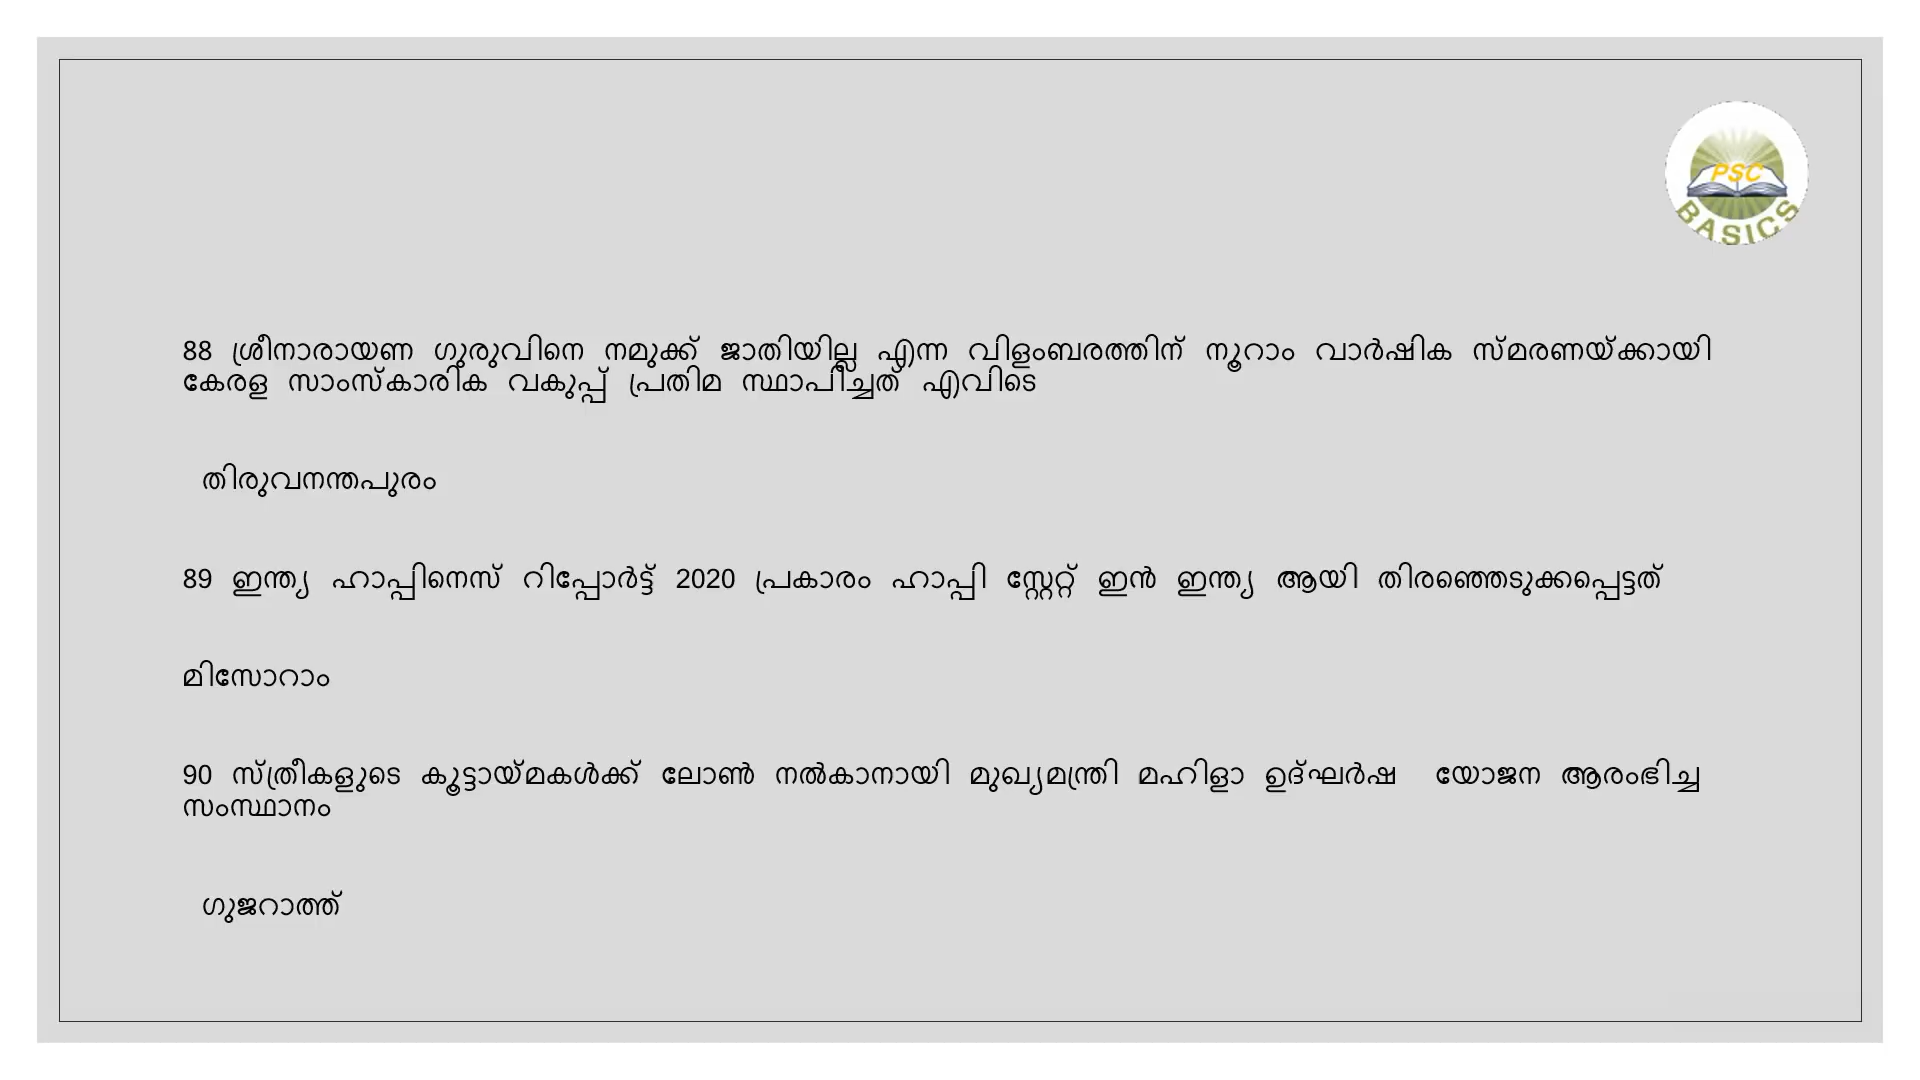 PSC
BASICS
88 ശ്രീനാരായണ ഗുരുവിനെ നമുക്ക് ജാതിയില്ല എന്ന വിളംബരത്തിന് നൂറാം വാർഷിക സ്മരണയ്ക്കായി
കേരള സാംസ്കാരിക വകുപ്പ് പ്രതിമ സ്ഥാപിച്ചത് എവിടെ
തിരുവനന്തപുരം
89 ഇന്ത്യ ഹാപ്പിനെസ് റിപ്പോർട്ട് 2020 പ്രകാരം ഹാപ്പി സ്റ്റേറ്റ് ഇൻ ഇന്ത്യ ആയി തിരഞ്ഞെടുക്കപ്പെട്ടത്
മിസോറാം
90 സ്ത്രീകളുടെ കൂട്ടായ്മകൾക്ക് ലോൺ നൽകാനായി മുഖ്യമന്ത്രി മഹിളാ ഉദ്ഘർഷ യോജന ആരംഭിച്ച
സംസ്ഥാനം
ഗുജറാത്ത്